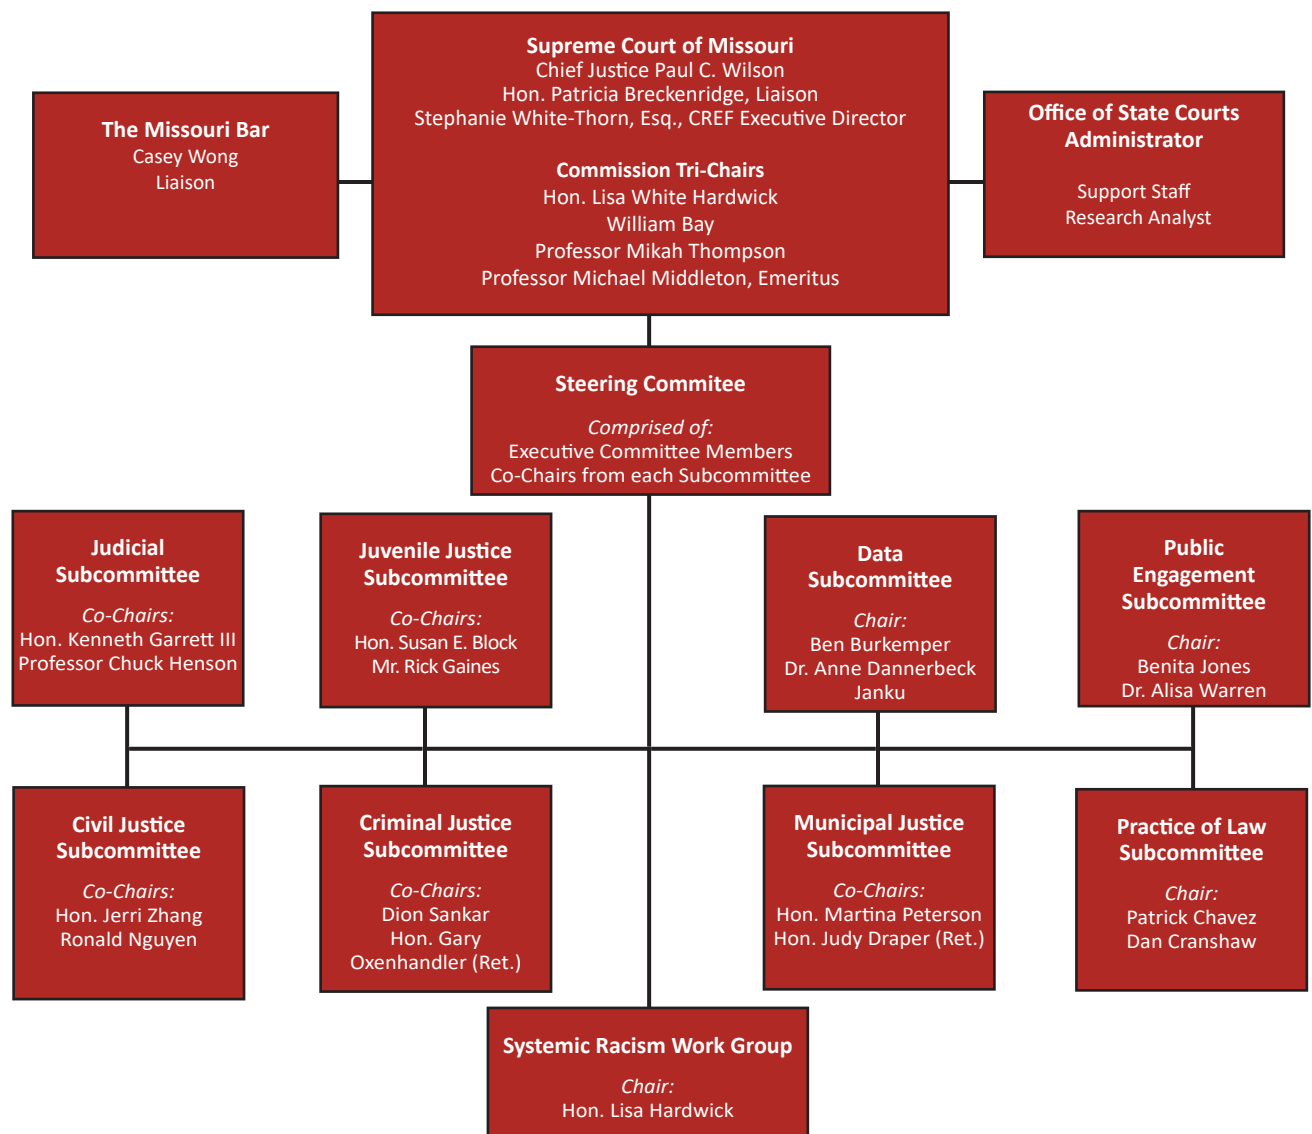 Supreme Court of Missouri
Chief Justice Paul C. Wilson
Hon. Patricia Breckenridge, Liaison
Stephanie White-Thorn, Esq., CREF Executive Director
Commission Tri-Chairs
Hon. Lisa White Hardwick
William Bay
Professor Mikah Thompson
Professor Michael Middleton, Emeritus
The Missouri Bar
Casey Wong
Liaison
Office of State Courts
Administrator
Support Staff
Research Analyst
Steering Commitee
Comprised of:
Executive Committee Members
Co-Chairs from each Subcommittee
Judicial
Subcommittee
Co-Chairs:
Hon. Kenneth Garrett III
Professor Chuck Henson
Juvenile Justice
Subcommittee
Co-Chairs:
Hon. Susan E. Block
Mr. Rick Gaines
Data
Subcommittee
Chair:
Ben Burkemper
Dr. Anne Dannerbeck
Janku
Public
Engagement
Subcommittee
Chair:
Benita Jones
Dr. Alisa Warren
Civil Justice
Subcommittee
Co-Chairs:
Hon. Jerri Zhang
Ronald Nguyen
Criminal Justice
Subcommittee
Co-Chairs:
Dion Sankar
Hon. Gary
Oxenhandler (Ret.)
Municipal Justice
Subcommittee
Co-Chairs:
Hon. Martina Peterson
Hon. Judy Draper (Ret.)
Practice of Law
Subcommittee
Chair:
Patrick Chavez
Dan Cranshaw
Systemic Racism Work Group
Chair:
Hon. Lisa Hardwick